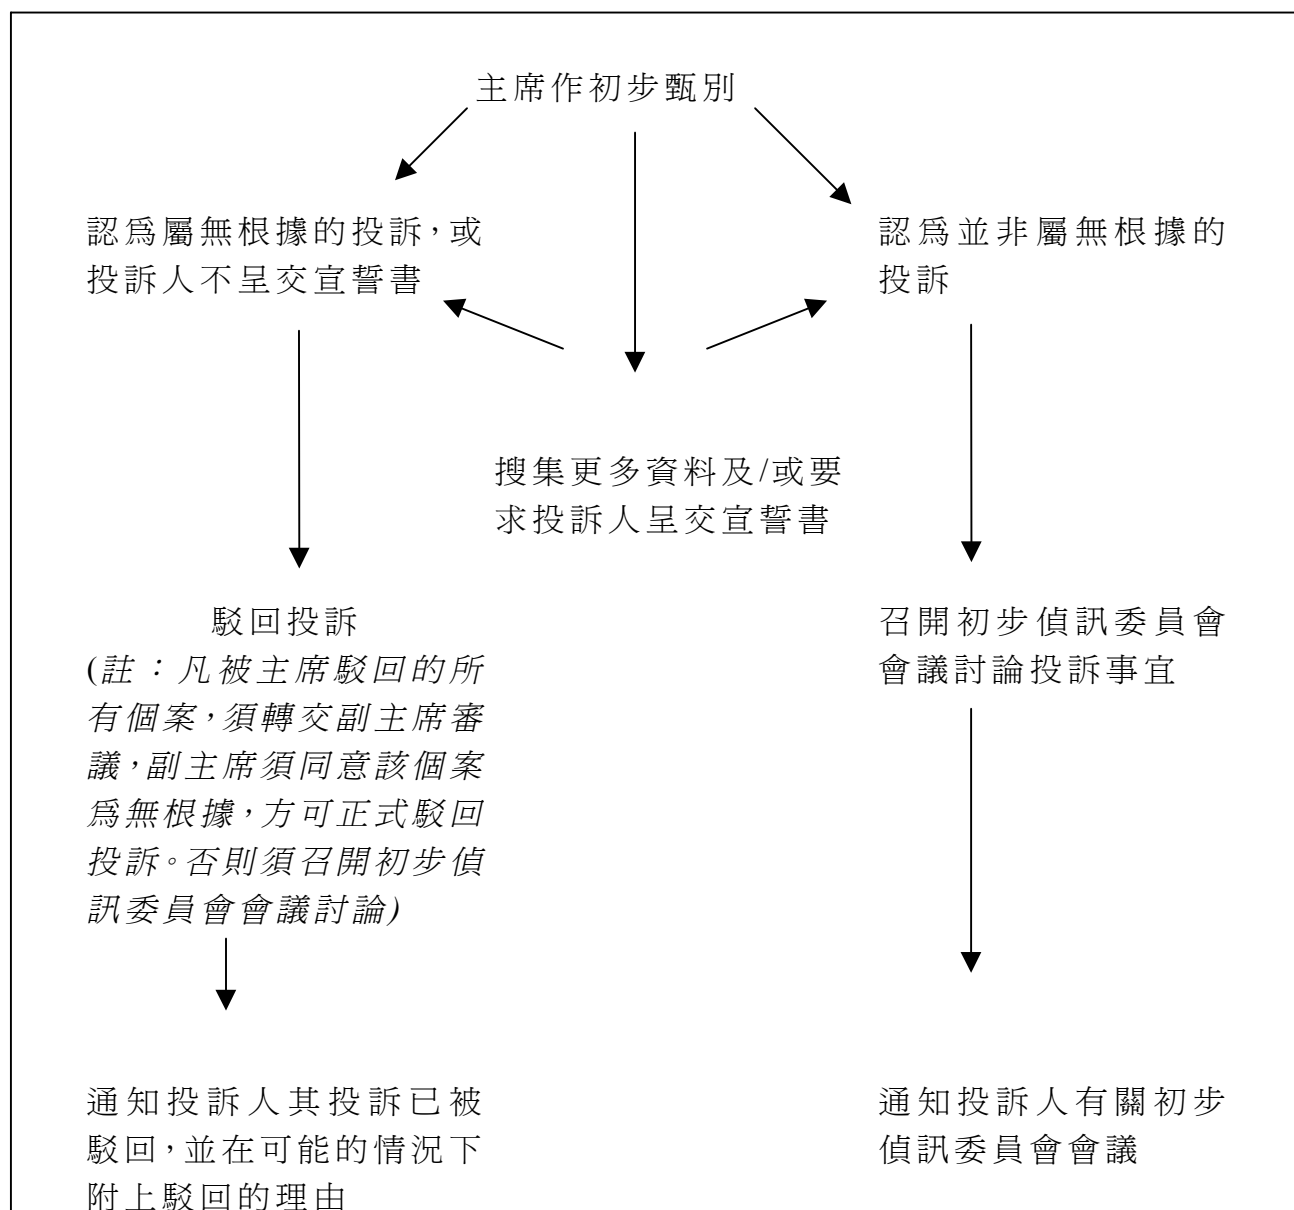 主席作初步甄別
認爲屬無根據的投訴，或
投訴人不呈交宣誓書
認爲並非屬無根據的
投訴
搜集更多資料及/或要
求投訴人呈交宣誓書
駁回投訴
(註：凡被主席駁回的所
有個案，須轉交副主席審
議，副主席須同意該個案
爲無根據，方可正式駁回
投訴。否則須召開初步偵
訊委員會會議討論)
召開初步偵訊委員會
會議討論投訴事宜
通知投訴人其投訴已被
駁回，並在可能的情況下
附上駁回的理由
通知投訴人有關初步
偵訊委員會會議